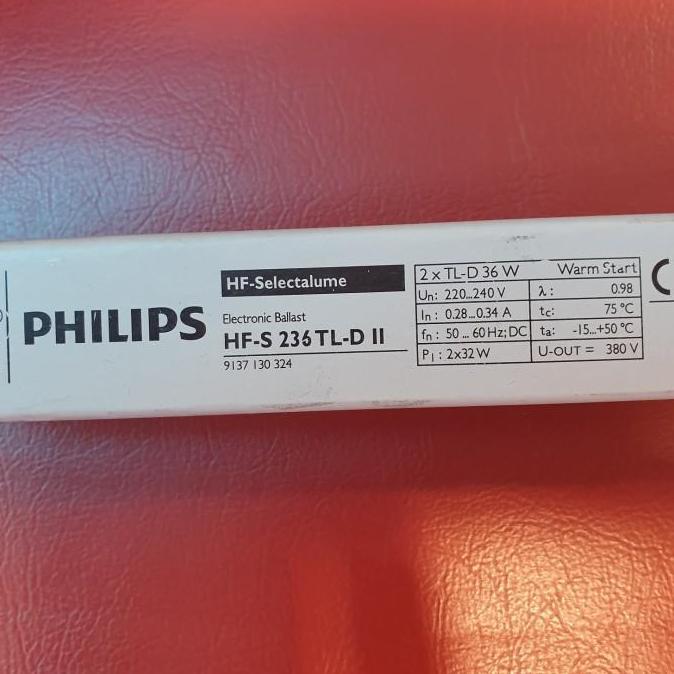 PHILIPS
HF-Selectalume
Electronic Ballast
HF-S 236 TL-D II
9137 130 324
2 x TL-D 36 W Warm Start
Un: 220...240 V λ: 0.98
In: 0.28...0.34 A tc: 75 °C
fn: 50 ... 60 Hz; DC ta: -15...+50 °C
P1: 2x32 W U-OUT = 380 V